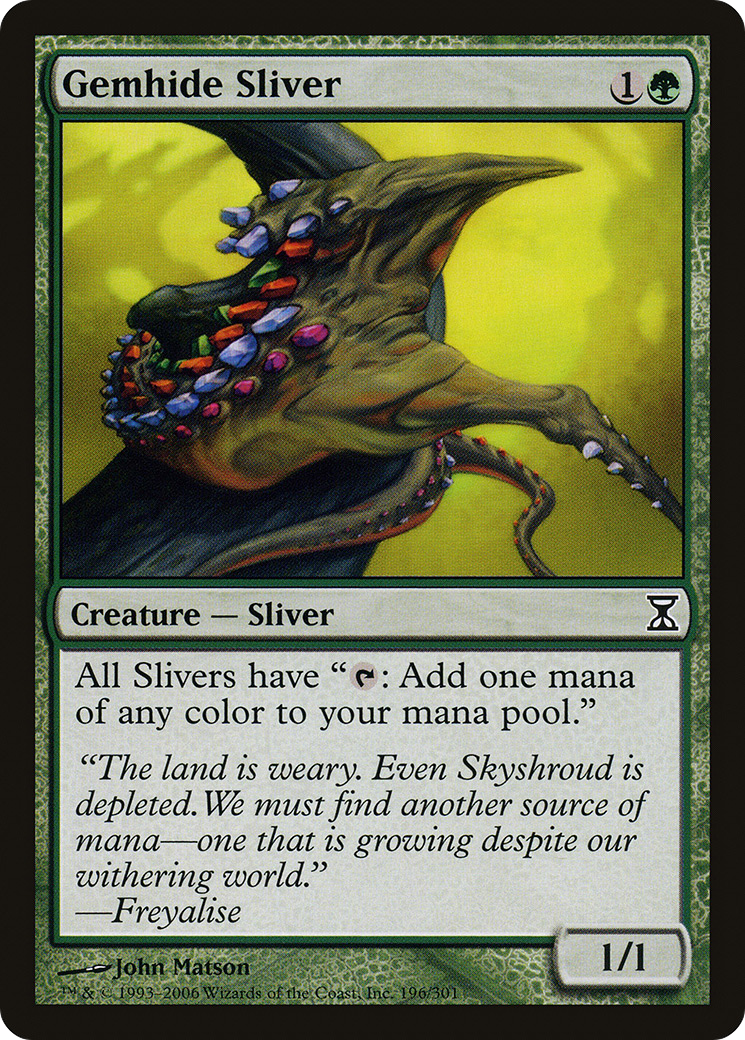 Gemhide Sliver
1
Creature — Sliver
All Slivers have “: Add one mana
of any color to your mana pool.”
“The land is weary. Even Skyshroud is
depleted. We must find another source of
mana—one that is growing despite our
withering world.”
—Freyalise
1/1
John Matson
™ & © 1993–2006 Wizards of the Coast, Inc. 196/301